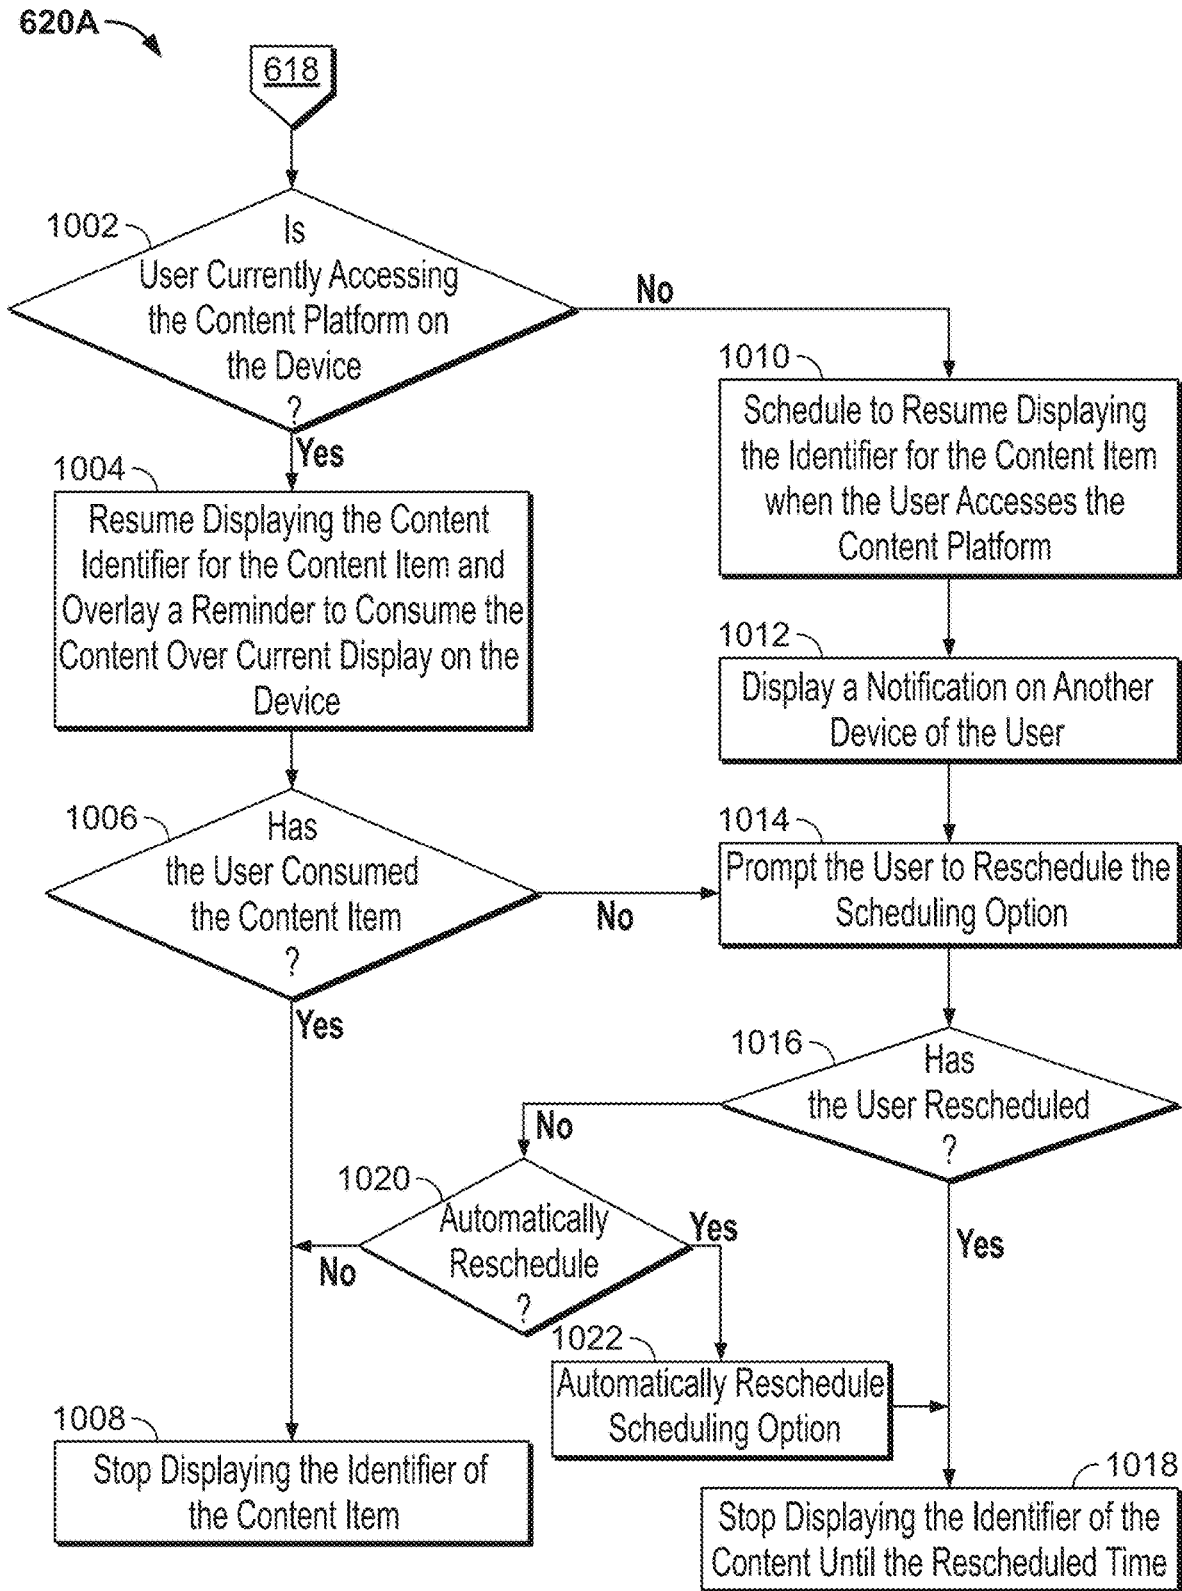 620A
618
1002
Is
User Currently Accessing
the Content Platform on
the Device
?
No
Yes
1004
Resume Displaying the Content
Identifier for the Content Item and
Overlay a Reminder to Consume the
Content Over Current Display on the
Device
1010
Schedule to Resume Displaying
the Identifier for the Content Item
when the User Accesses the
Content Platform
1012
Display a Notification on Another
Device of the User
1006
Has
the User Consumed
the Content Item
?
No
Yes
1014
Prompt the User to Reschedule the
Scheduling Option
1016
Has
the User Rescheduled
?
No
Yes
1020
Automatically
Reschedule
?
Yes
No
1022
Automatically Reschedule
Scheduling Option
1008
Stop Displaying the Identifier of
the Content Item
1018
Stop Displaying the Identifier of the
Content Until the Rescheduled Time